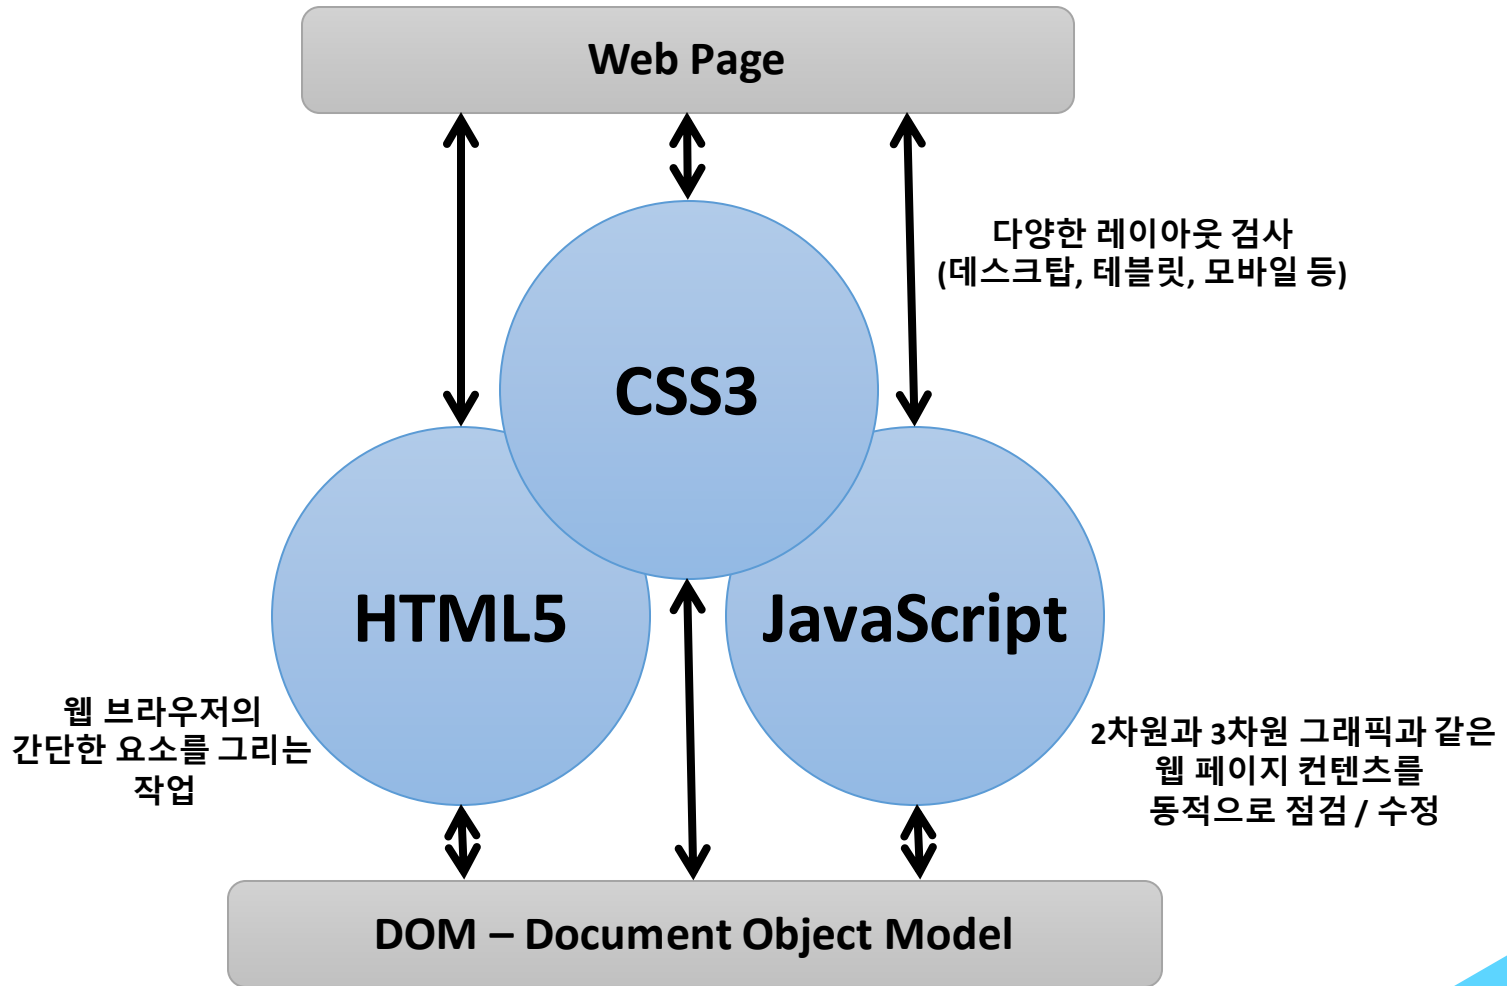 Web Page
다양한 레이아웃 검사
(데스크탑, 테블릿, 모바일 등)
CSS3
HTML5
JavaScript
웹 브라우저의
간단한 요소를 그리는
작업
2차원과 3차원 그래픽과 같은
웹 페이지 컨텐츠를
동적으로 점검 / 수정
DOM – Document Object Model